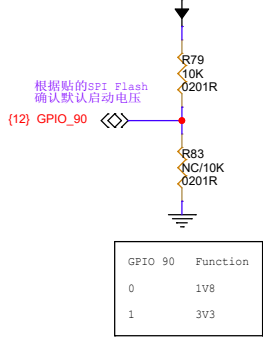 R79
10K
0201R
根据贴的SPI Flash
确认默认启动电压
{12} GPIO_90
R83
NC/10K
0201R
GPIO 90 Function
0 1V8
1 3V3